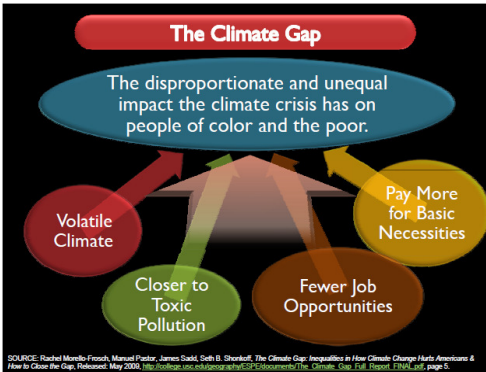 The Climate Gap
The disproportionate and unequal
impact the climate crisis has on
people of color and the poor.
Volatile
Climate
Closer to
Toxic
Pollution
Fewer Job
Opportunities
Pay More
for Basic
Necessities
SOURCE: Rachel Morello-Frosch, Manuel Pastor, James Sadd, Seth B. Shonkoff, The Climate Gap: Inequalities in How Climate Change Hurts Americans &
How to Close the Gap, Released: May 2009, http://college.usc.edu/geography/ESPE/documents/The_Climate_Gap_Full_Report_FINAL.pdf, page 5.